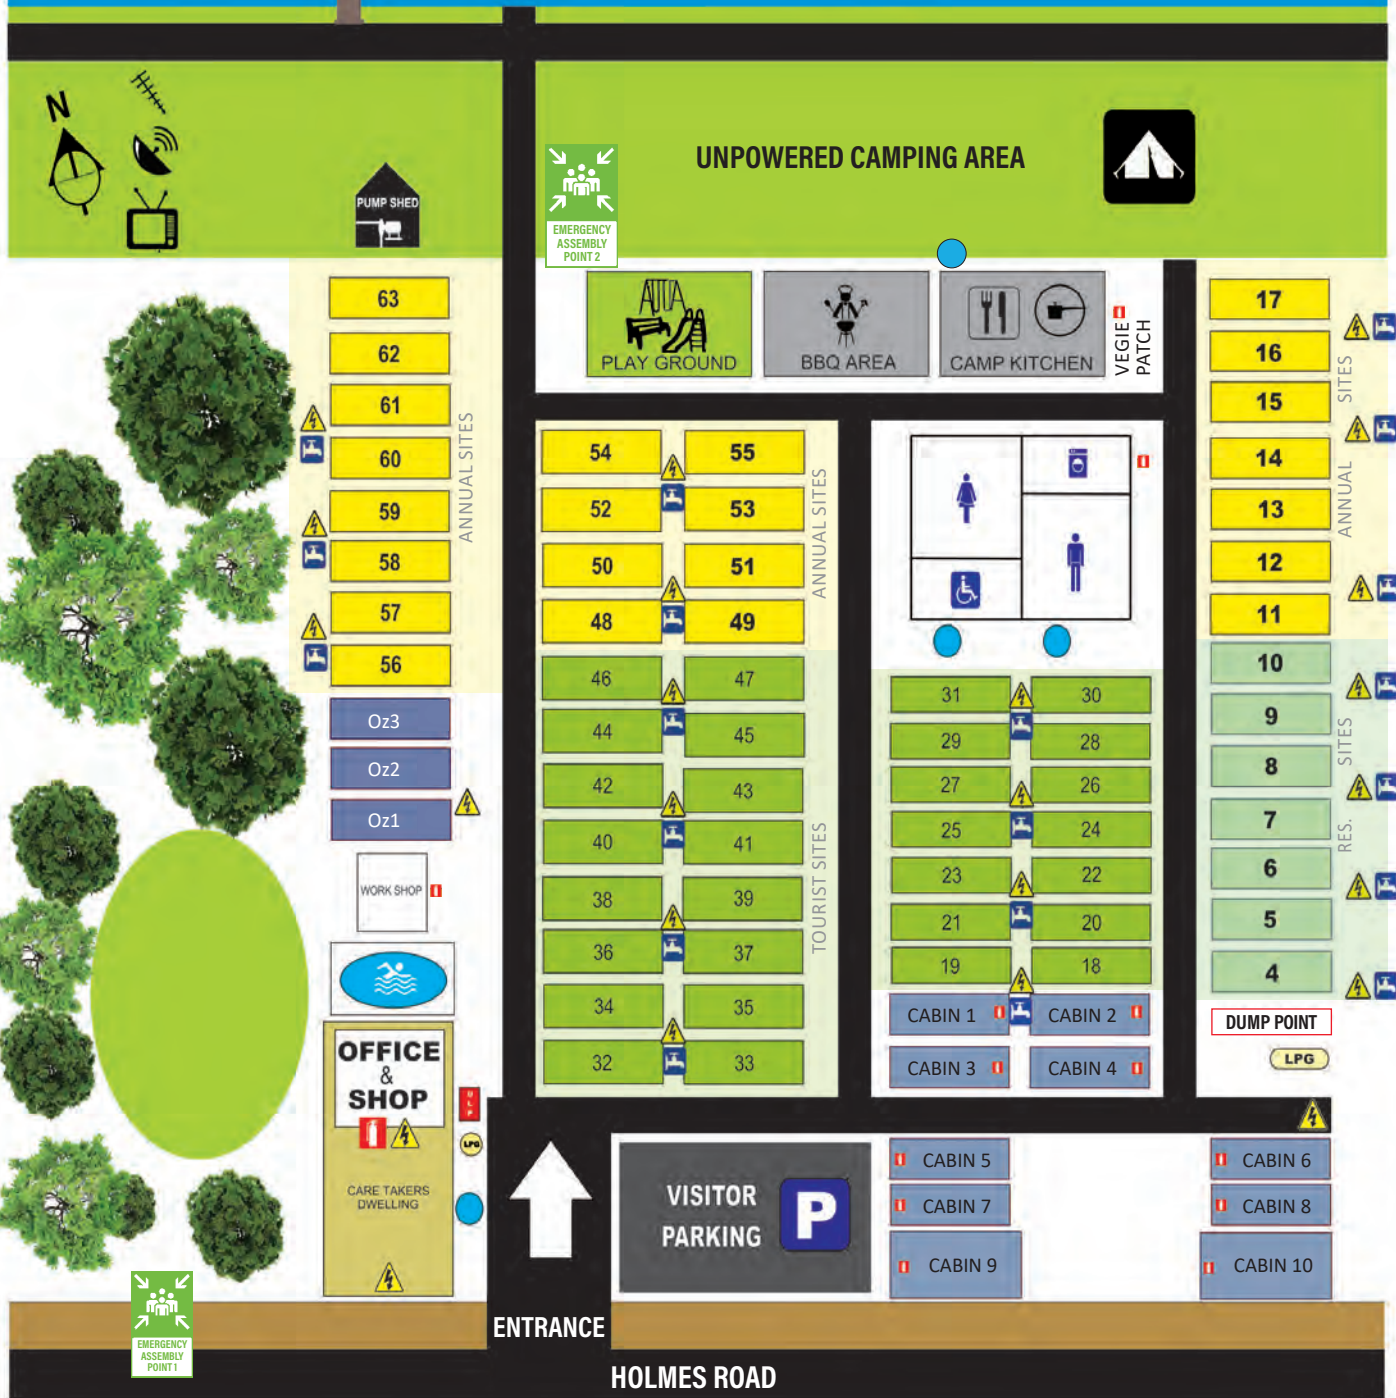 N
UNPOWERED CAMPING AREA
PUMP SHED
EMERGENCY
ASSEMBLY
POINT 2
PLAY GROUND
BBQ AREA
CAMP KITCHEN
VEGIE
PATCH
63
62
61
60
59
58
57
56
ANNUAL SITES
Oz3
Oz2
Oz1
WORK SHOP
OFFICE
&
SHOP
ULP
LPG
CARE TAKERS
DWELLING
54
55
52
53
50
51
48
49
ANNUAL SITES
46
47
44
45
42
43
40
41
38
39
36
37
34
35
32
33
TOURIST SITES
31
30
29
28
27
26
25
24
23
22
21
20
19
18
CABIN 1
CABIN 2
CABIN 3
CABIN 4
17
16
15
14
13
12
11
ANNUAL SITES
10
9
8
7
6
5
4
RES. SITES
DUMP POINT
LPG
VISITOR
PARKING
P
CABIN 5
CABIN 6
CABIN 7
CABIN 8
CABIN 9
CABIN 10
EMERGENCY
ASSEMBLY
POINT 1
ENTRANCE
HOLMES ROAD